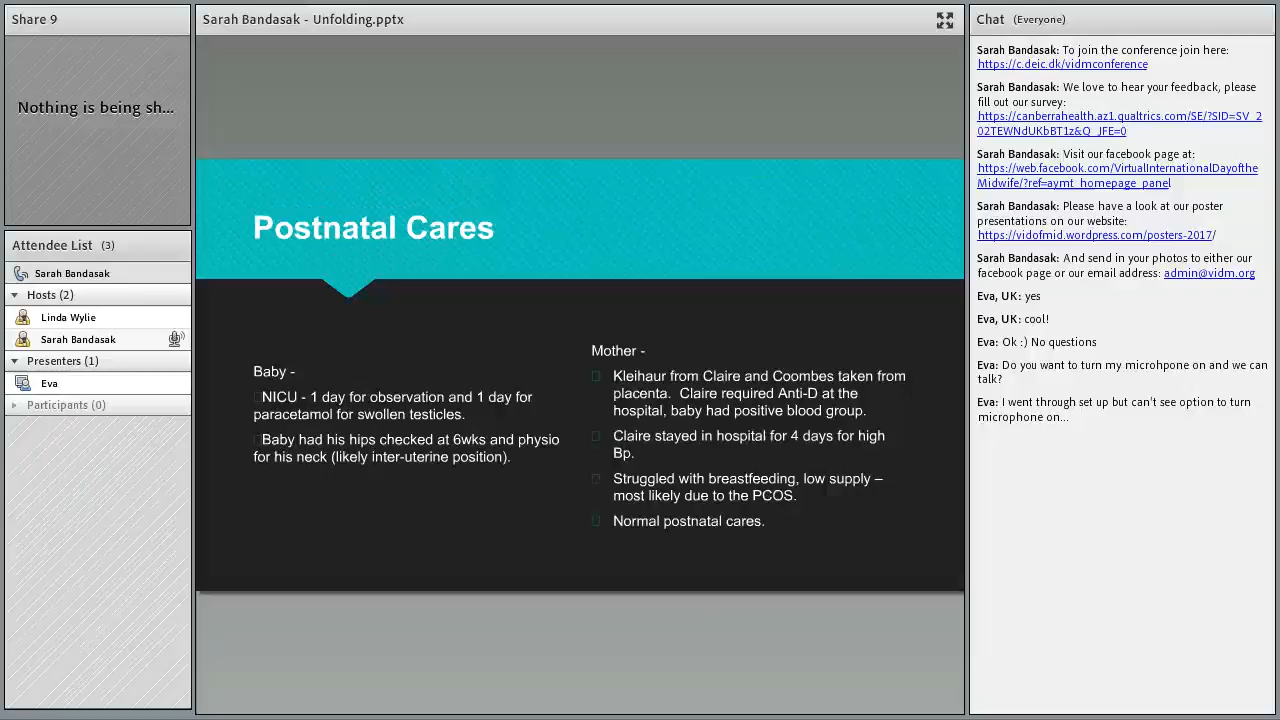 Share 9
Nothing is being sh...
Attendee List (3)
Sarah Bandasak
Hosts (2)
Linda Wylie
Sarah Bandasak
Presenters (1)
Eva
Participants (0)
Sarah Bandasak - Unfolding.pptx
Postnatal Cares
Baby -
NICU - 1 day for observation and 1 day for
paracetamol for swollen testicles.
Baby had his hips checked at 6wks and physio
for his neck (likely inter-uterine position).
Mother -
Kleihaur from Claire and Coombes taken from
placenta.  Claire required Anti-D at the
hospital, baby had positive blood group.
Claire stayed in hospital for 4 days for high
Bp.
Struggled with breastfeeding, low supply –
most likely due to the PCOS.
Normal postnatal cares.
Chat (Everyone)
Sarah Bandasak: To join the conference join here:
https://c.deic.dk/vidmconference
Sarah Bandasak: We love to hear your feedback, please
fill out our survey:
https://canberrahealth.az1.qualtrics.com/SE/?SID=SV_2
02TEWNdUKbBT1z&Q_JFE=0
Sarah Bandasak: Visit our facebook page at:
https://web.facebook.com/VirtualInternationalDayofthe
Midwife/?ref=aymt_homepage_panel
Sarah Bandasak: Please have a look at our poster
presentations on our website:
https://vidofmid.wordpress.com/posters-2017/
Sarah Bandasak: And send in your photos to either our
facebook page or our email address: admin@vidm.org
Eva, UK: yes
Eva, UK: cool!
Eva: Ok :) No questions
Eva: Do you want to turn my microhpone on and we can
talk?
Eva: I went through set up but can't see option to turn
microphone on...